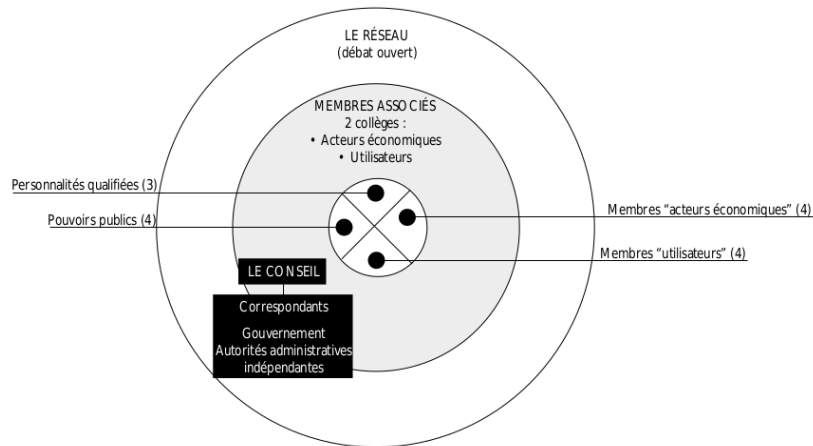 LE RÉSEAU
(débat ouvert)
MEMBRES ASSOCIÉS
2 collèges :
• Acteurs économiques
• Utilisateurs
Personnalités qualifiées (3)
Pouvoirs publics (4)
Membres “acteurs économiques” (4)
Membres “utilisateurs” (4)
LE CONSEIL
Correspondants
Gouvernement
Autorités administratives
indépendantes